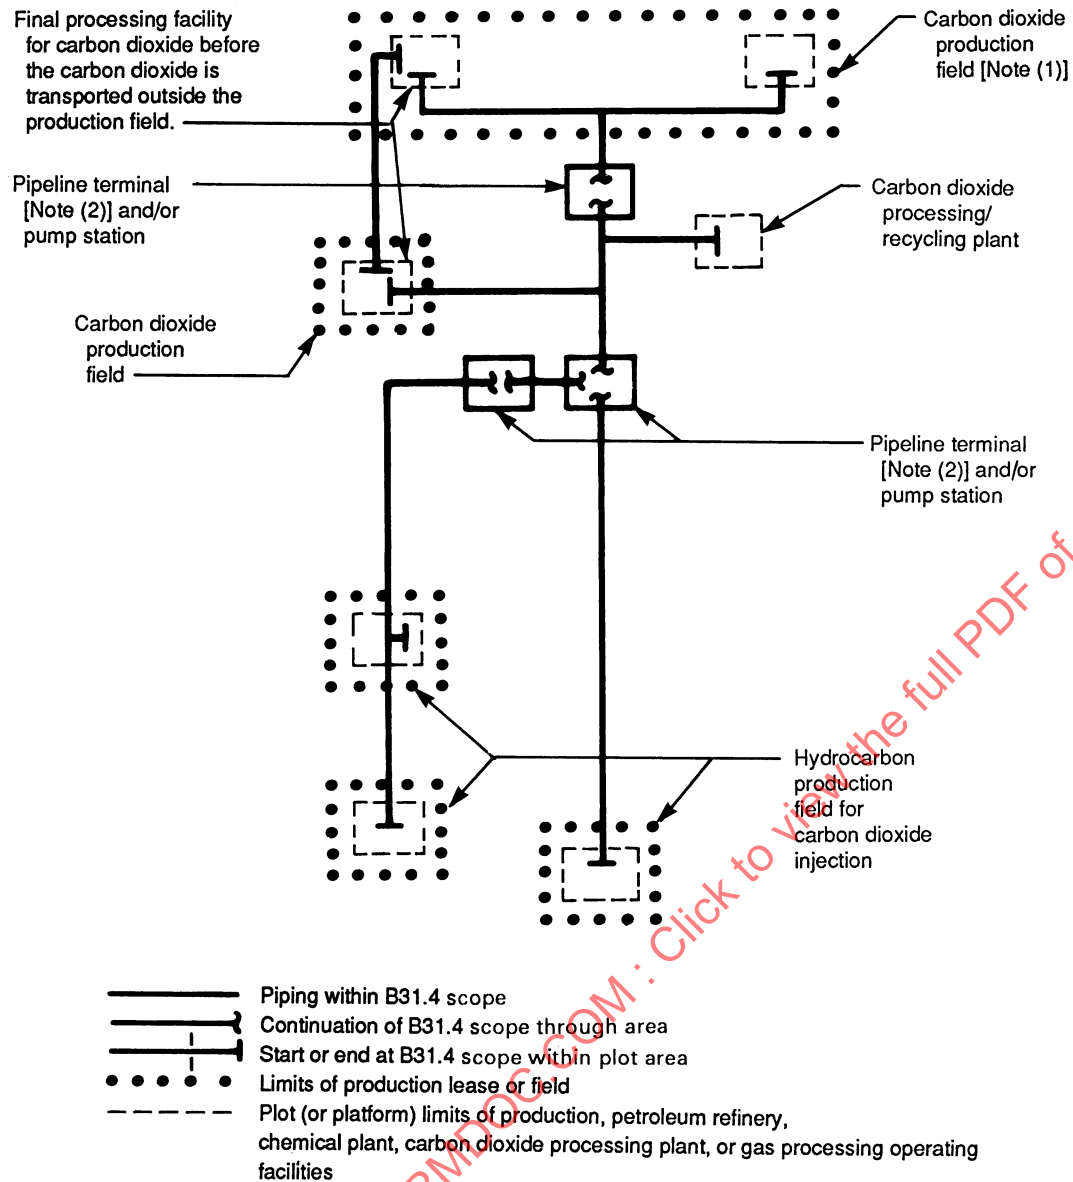 Final processing facility
for carbon dioxide before
the carbon dioxide is
transported outside the
production field.
Carbon dioxide
production
field [Note (1)]
Pipeline terminal
[Note (2)] and/or
pump station
Carbon dioxide
processing/
recycling plant
Carbon dioxide
production
field
Pipeline terminal
[Note (2)] and/or
pump station
Hydrocarbon
production
field for
carbon dioxide
injection
Piping within B31.4 scope
Continuation of B31.4 scope through area
Start or end at B31.4 scope within plot area
Limits of production lease or field
Plot (or platform) limits of production, petroleum refinery,
chemical plant, carbon dioxide processing plant, or gas processing operating
facilities
RMDOC.COM : Click to view the full PDF of